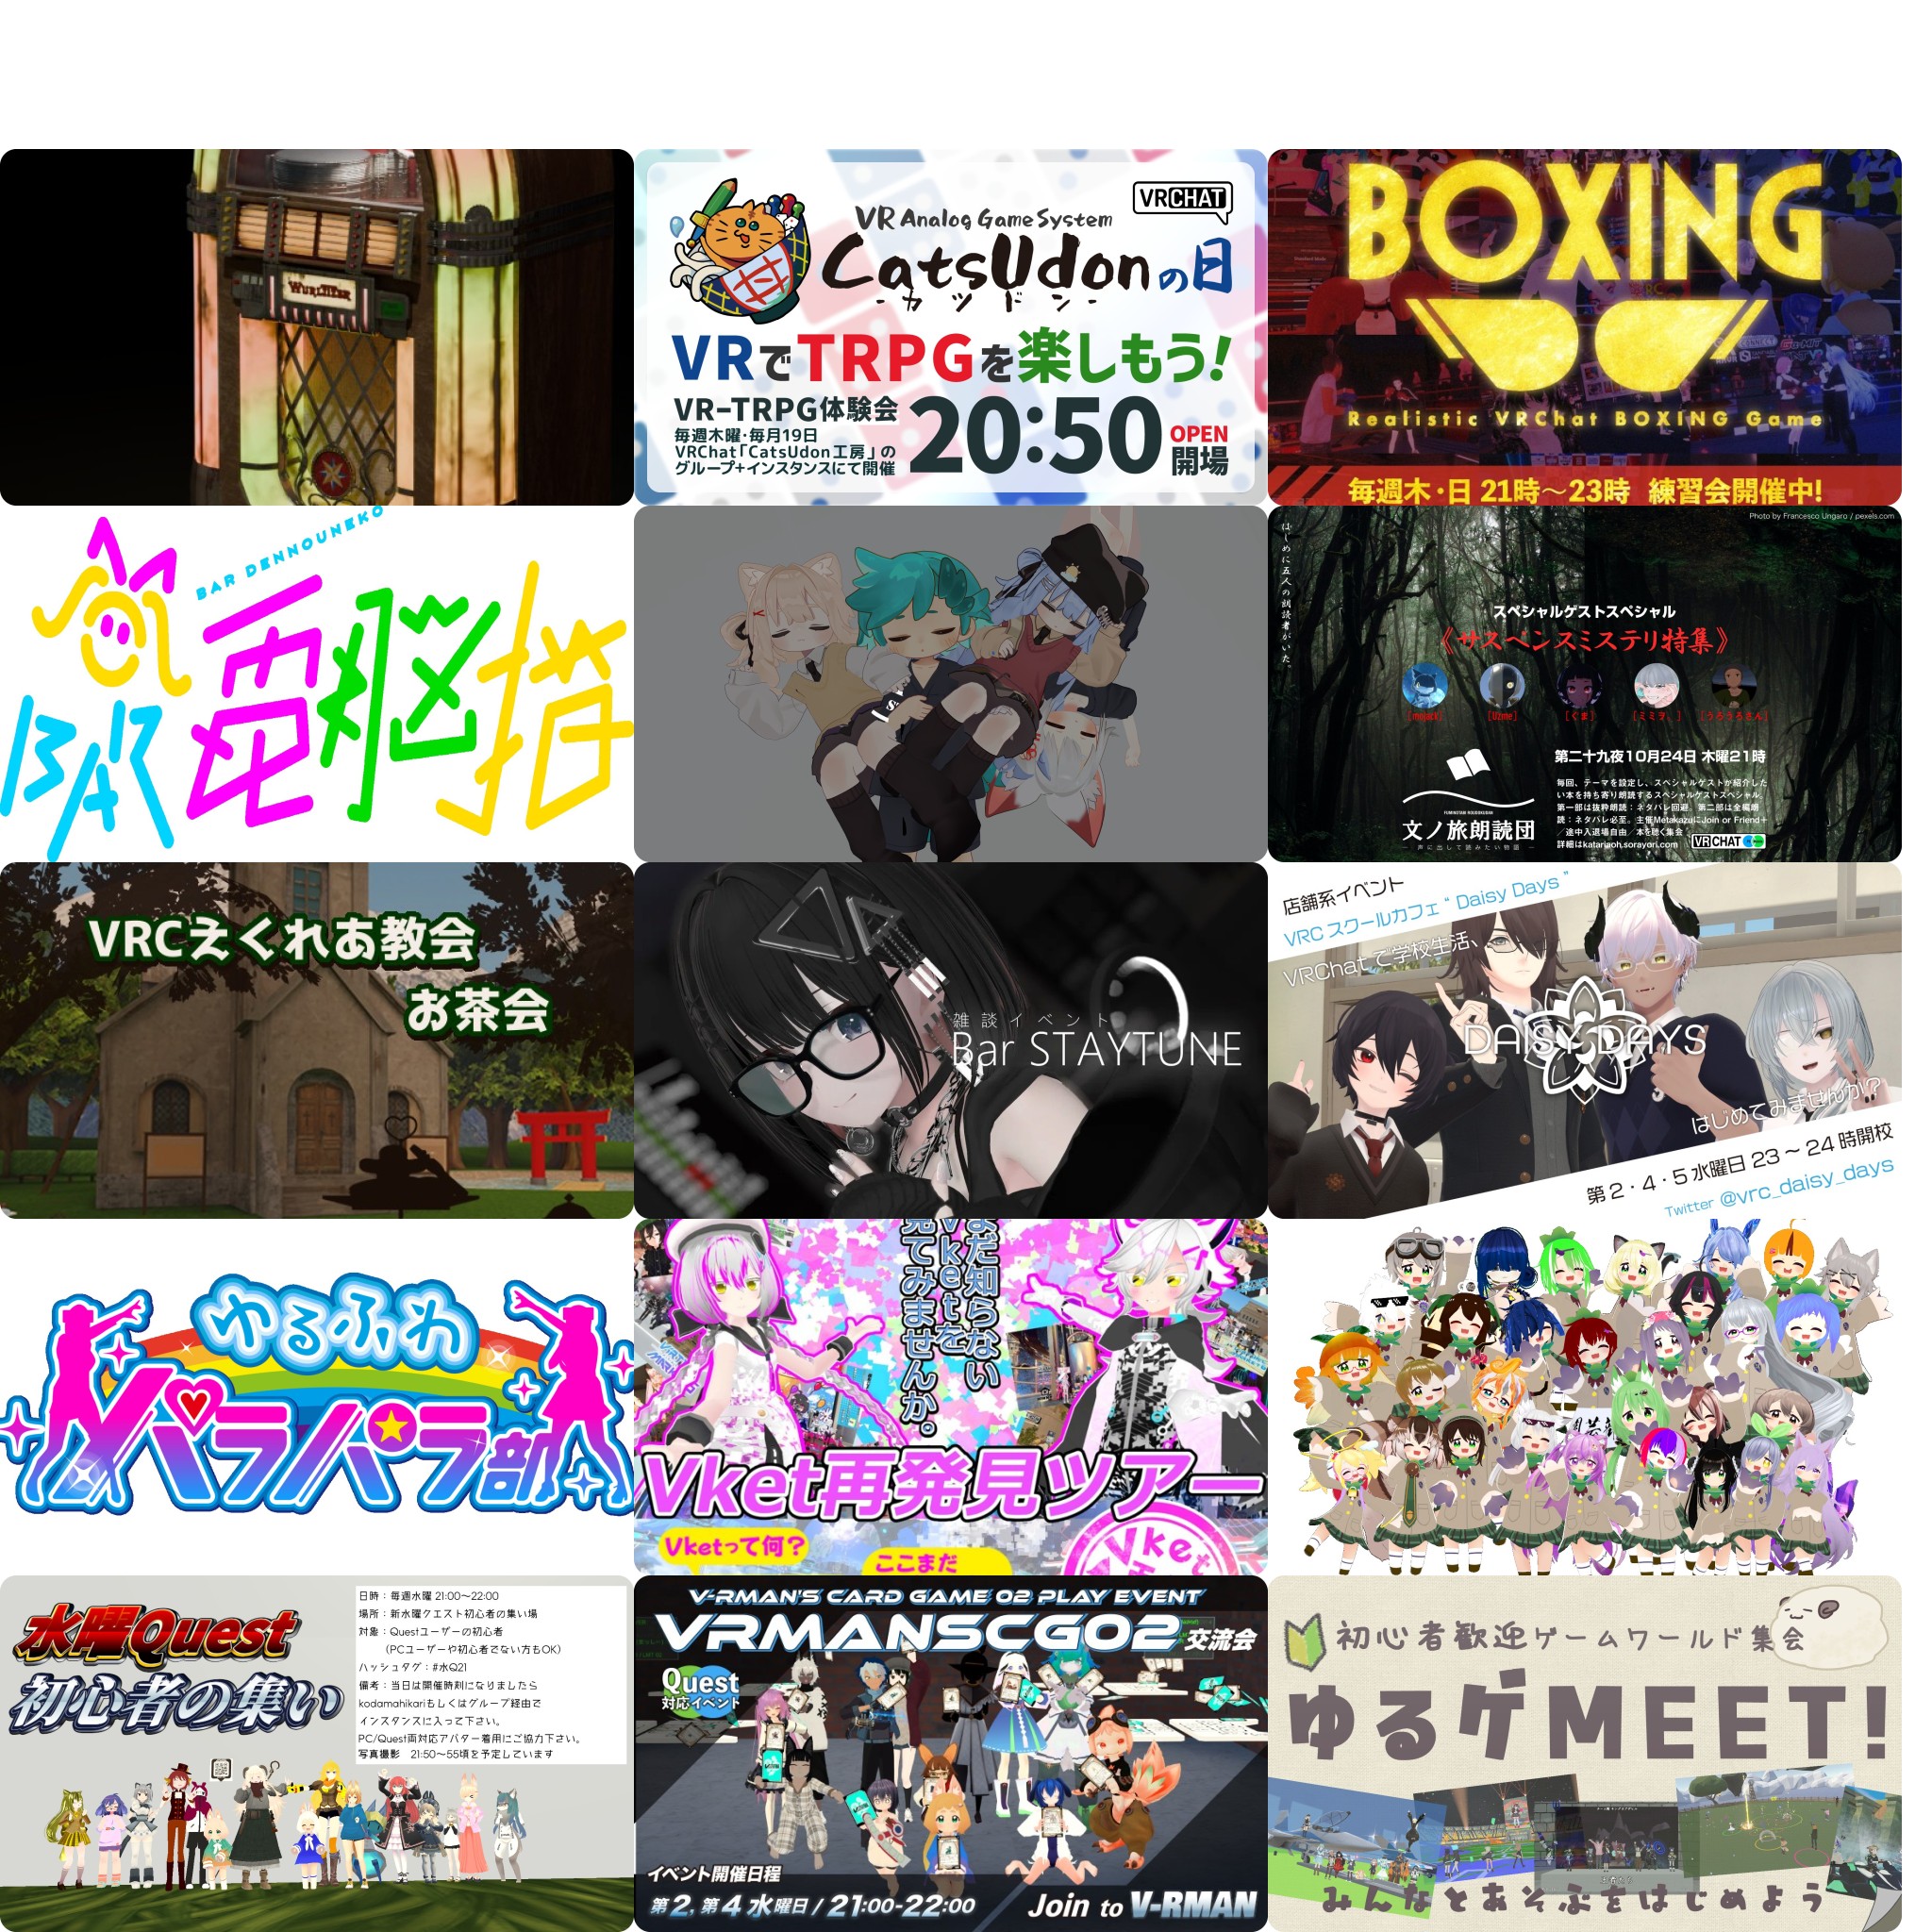 WURLITZER
VRCHAT
VR Analog Game System
CatsUdonの日
-カツドン-
VRでTRPGを楽しもう!
VR-TRPG体験会
毎週木曜・毎月19日
VRChat「CatsUdon工房」の
グループ+インスタンスにて開催
20:50
OPEN
開場
BOXING
Realistic VRChat BOXING Game
毎週木・日 21時～23時 練習会開催中!
BAR DENNOUNEKO
BAR
電脳猫
Photo by Francesco Ungaro / pexels.com
はじめに五人の朗読者がいた。
スペシャルゲストスペシャル
《サスペンスミステリ特集》
[mojack]
[Uzme]
[くま]
[ミミヲ。]
[うろうろさん]
第二十九夜10月24日 木曜21時
毎回、テーマを設定し、スペシャルゲストが紹介した
い本を持ち寄り朗読するスペシャルゲストスペシャル。
第一部は抜粋朗読：ネタバレ回避。第二部は全編朗
読：ネタバレ必至。主催MetakazuにJoin or Friend+
／途中入退場自由／本を聴く集会
詳細はkatariaoh.sorayori.com
VRCHAT
文ノ旅朗読団
― 声に出して読みたい物語 ―
VRCえくれあ教会
お茶会
雑談イベント
Bar STAYTUNE
店舗系イベント
VRCスクールカフェ“ Daisy Days ”
VRChatで学校生活、
DAISY DAYS
はじめてみませんか？
第2・4・5水曜日 23～24時開校
Twitter @vrc_daisy_days
ゆるふわ
パラパラ部
まだ知らない
Vketを
見てみませんか。
Vket再発見ツアー
Vketって何？
ここまだ
Vket
水曜Quest
初心者の集い
日時：毎週水曜 21:00～22:00
場所：新水曜クエスト初心者の集い場
対象：Questユーザーの初心者
（PCユーザーや初心者でない方もOK）
ハッシュタグ：#水Q21
備考：当日は開催時刻になりましたら
kodamahikariもしくはグループ経由で
インスタンスに入って下さい。
PC/Quest両対応アバター着用にご協力下さい。
写真撮影　21:50～55頃を予定しています
V-RMAN'S CARD GAME 02 PLAY EVENT
VRMANSCG02 交流会
Quest
対応イベント
イベント開催日程
第2, 第4 水曜日 / 21:00-22:00
Join to V-RMAN
初心者歓迎ゲームワールド集会
ゆるゲMEET!
みんなとあそぶをはじめよう